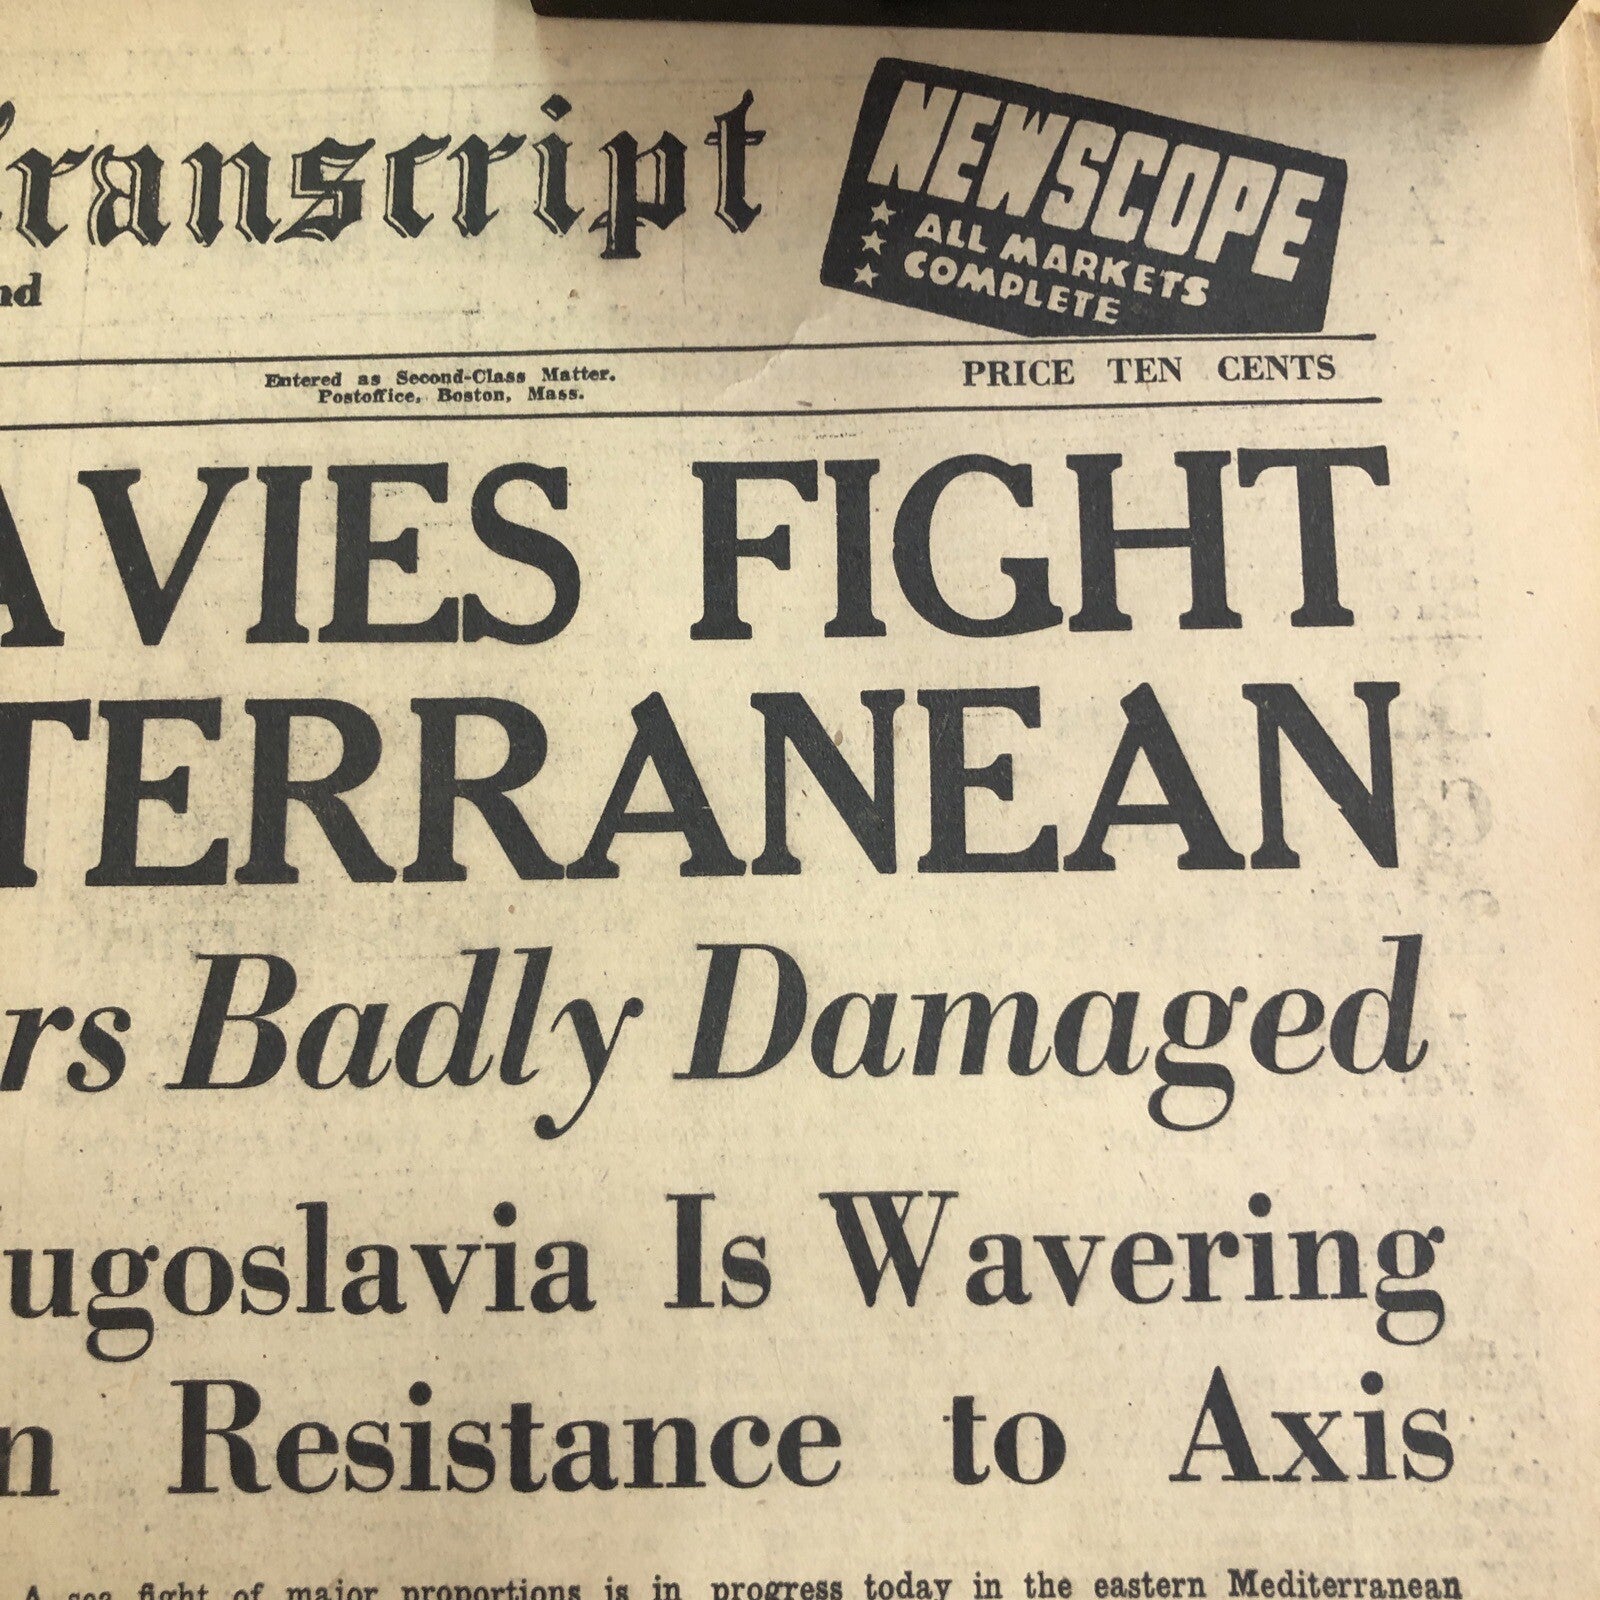 ranscript
NEWSCOPE
ALL MARKETS
COMPLETE
nd
Entered as Second-Class Matter.
Postoffice, Boston, Mass.
PRICE TEN CENTS
AVIES FIGHT
TERRANEAN
rs Badly Damaged
ugoslavia Is Wavering
n Resistance to Axis
A sea fight of major proportions is in progress today in the eastern Mediterranean